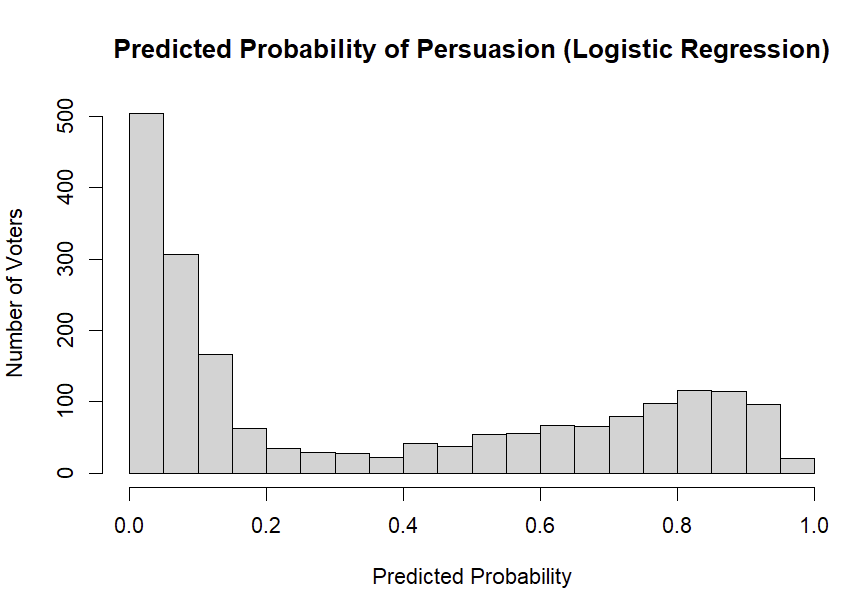 Predicted Probability of Persuasion (Logistic Regression)
Number of Voters
500
400
300
200
100
0
0.0 0.2 0.4 0.6 0.8 1.0
Predicted Probability